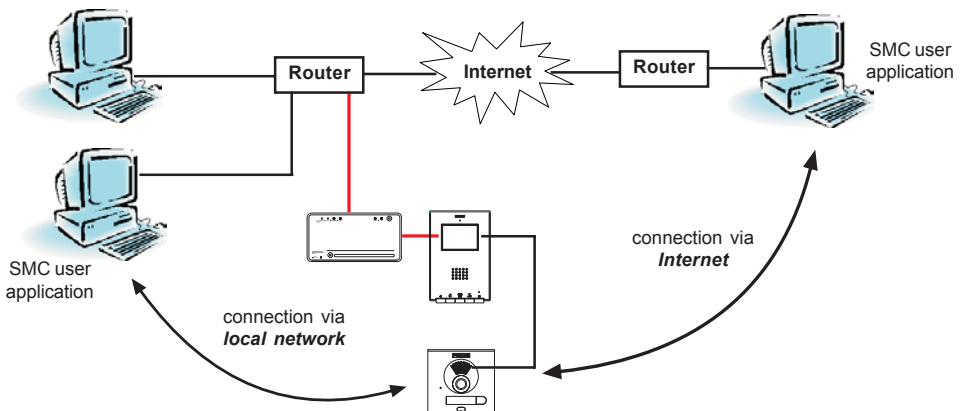 Router
Internet
Router
SMC user
application
SMC user
application
connection via
local network
connection via
Internet